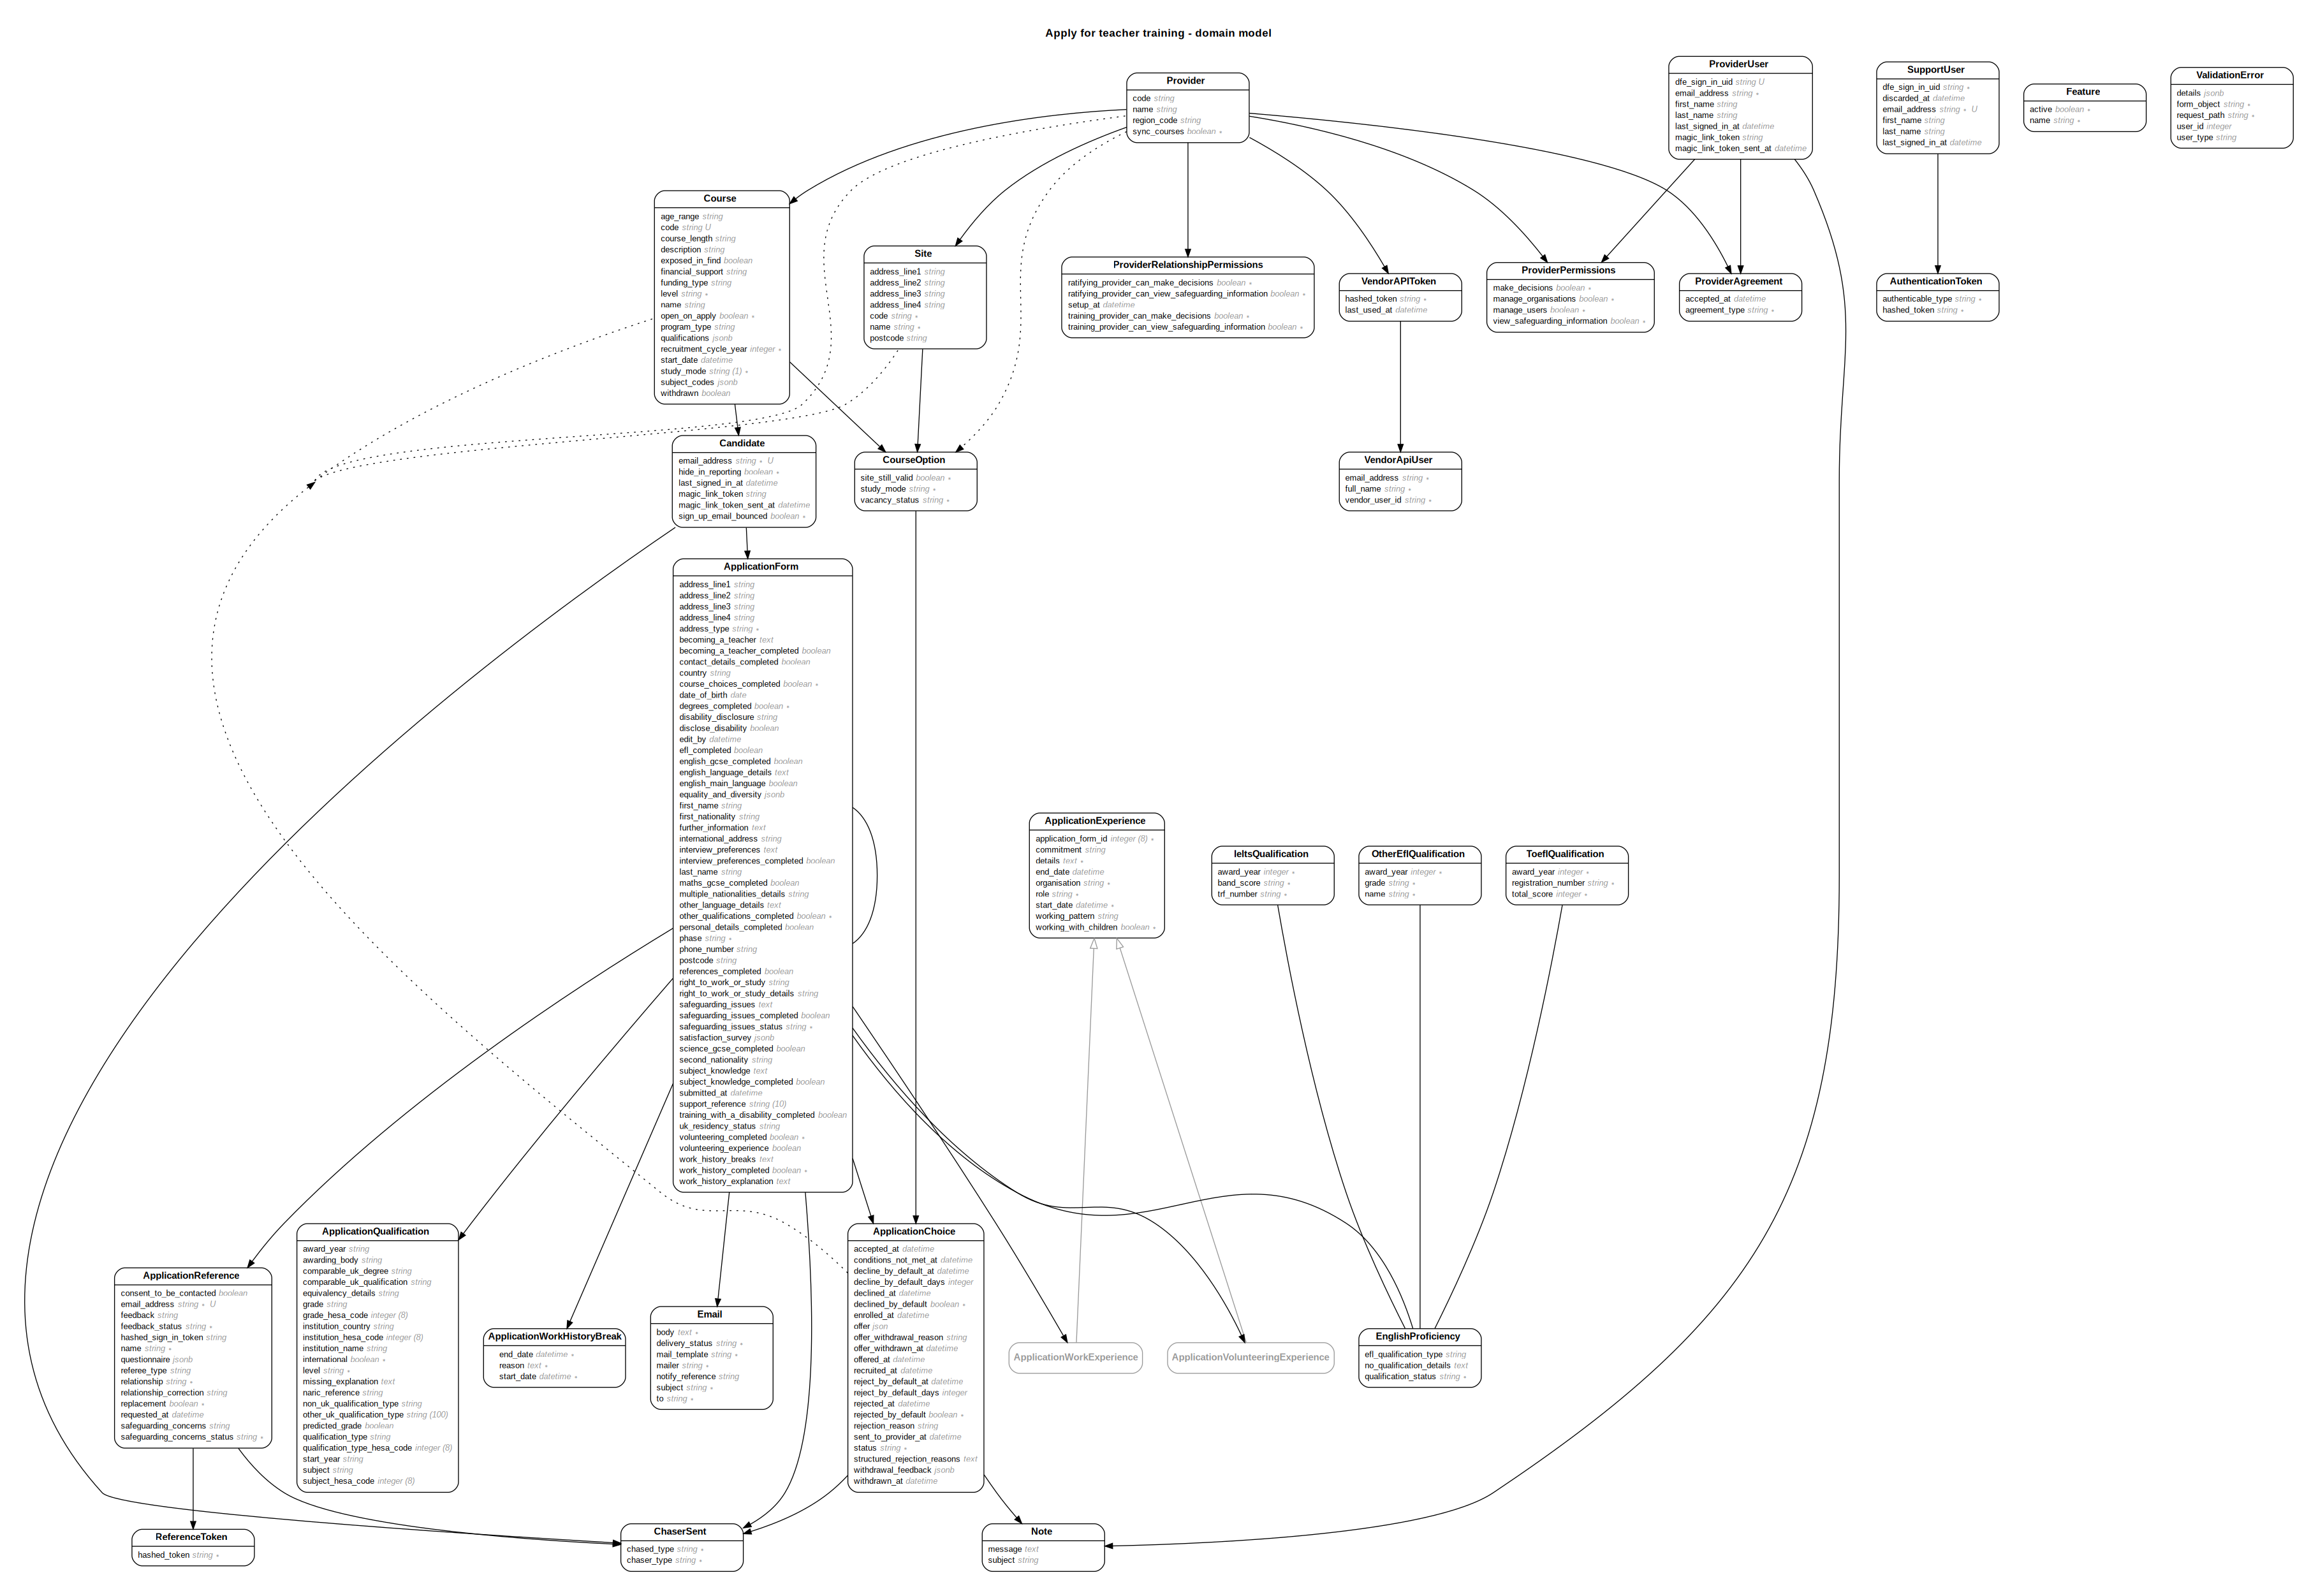 Apply for teacher training - domain model
Provider
code string
name string
region_code string
sync_courses boolean ∗
ProviderUser
dfe_sign_in_uid string U
email_address string ∗
first_name string
last_name string
last_signed_in_at datetime
magic_link_token string
magic_link_token_sent_at datetime
SupportUser
dfe_sign_in_uid string ∗
discarded_at datetime
email_address string ∗ U
first_name string
last_name string
last_signed_in_at datetime
Feature
active boolean ∗
name string ∗
ValidationError
details jsonb
form_object string ∗
request_path string ∗
user_id integer
user_type string
Course
age_range string
code string U
course_length string
description string
exposed_in_find boolean
financial_support string
funding_type string
level string ∗
name string
open_on_apply boolean ∗
program_type string
qualifications jsonb
recruitment_cycle_year integer ∗
start_date datetime
study_mode string (1) ∗
subject_codes jsonb
withdrawn boolean
Site
address_line1 string
address_line2 string
address_line3 string
address_line4 string
code string ∗
name string ∗
postcode string
ProviderRelationshipPermissions
ratifying_provider_can_make_decisions boolean ∗
ratifying_provider_can_view_safeguarding_information boolean ∗
setup_at datetime
training_provider_can_make_decisions boolean ∗
training_provider_can_view_safeguarding_information boolean ∗
VendorAPIToken
hashed_token string ∗
last_used_at datetime
ProviderPermissions
make_decisions boolean ∗
manage_organisations boolean ∗
manage_users boolean ∗
view_safeguarding_information boolean ∗
ProviderAgreement
accepted_at datetime
agreement_type string ∗
AuthenticationToken
authenticable_type string ∗
hashed_token string ∗
Candidate
email_address string ∗ U
hide_in_reporting boolean ∗
last_signed_in_at datetime
magic_link_token string
magic_link_token_sent_at datetime
sign_up_email_bounced boolean ∗
CourseOption
site_still_valid boolean ∗
study_mode string ∗
vacancy_status string ∗
VendorApiUser
email_address string ∗
full_name string ∗
vendor_user_id string ∗
ApplicationForm
address_line1 string
address_line2 string
address_line3 string
address_line4 string
address_type string ∗
becoming_a_teacher text
becoming_a_teacher_completed boolean
contact_details_completed boolean
country string
course_choices_completed boolean ∗
date_of_birth date
degrees_completed boolean ∗
disability_disclosure string
disclose_disability boolean
edit_by datetime
efl_completed boolean
english_gcse_completed boolean
english_language_details text
english_main_language boolean
equality_and_diversity jsonb
first_name string
first_nationality string
further_information text
international_address string
interview_preferences text
interview_preferences_completed boolean
last_name string
maths_gcse_completed boolean
multiple_nationalities_details string
other_language_details text
other_qualifications_completed boolean ∗
personal_details_completed boolean
phase string ∗
phone_number string
postcode string
references_completed boolean
right_to_work_or_study string
right_to_work_or_study_details string
safeguarding_issues text
safeguarding_issues_completed boolean
safeguarding_issues_status string ∗
satisfaction_survey jsonb
science_gcse_completed boolean
second_nationality string
subject_knowledge text
subject_knowledge_completed boolean
submitted_at datetime
support_reference string (10)
training_with_a_disability_completed boolean
uk_residency_status string
volunteering_completed boolean ∗
volunteering_experience boolean
work_history_breaks text
work_history_completed boolean ∗
work_history_explanation text
ApplicationExperience
application_form_id integer (8) ∗
commitment string
details text ∗
end_date datetime
organisation string ∗
role string ∗
start_date datetime ∗
working_pattern string
working_with_children boolean ∗
IeltsQualification
award_year integer ∗
band_score string ∗
trf_number string ∗
OtherEflQualification
award_year integer ∗
grade string ∗
name string ∗
ToeflQualification
award_year integer ∗
registration_number string ∗
total_score integer ∗
ApplicationReference
consent_to_be_contacted boolean
email_address string ∗ U
feedback string
feedback_status string ∗
hashed_sign_in_token string
name string ∗
questionnaire jsonb
referee_type string
relationship string ∗
relationship_correction string
replacement boolean ∗
requested_at datetime
safeguarding_concerns string
safeguarding_concerns_status string ∗
ApplicationQualification
award_year string
awarding_body string
comparable_uk_degree string
comparable_uk_qualification string
equivalency_details string
grade string
grade_hesa_code integer (8)
institution_country string
institution_hesa_code integer (8)
institution_name string
international boolean ∗
level string ∗
missing_explanation text
naric_reference string
non_uk_qualification_type string
other_uk_qualification_type string (100)
predicted_grade boolean
qualification_type string
qualification_type_hesa_code integer (8)
start_year string
subject string
subject_hesa_code integer (8)
ApplicationWorkHistoryBreak
end_date datetime ∗
reason text ∗
start_date datetime ∗
Email
body text ∗
delivery_status string ∗
mail_template string ∗
mailer string ∗
notify_reference string
subject string ∗
to string ∗
ApplicationChoice
accepted_at datetime
conditions_not_met_at datetime
decline_by_default_at datetime
decline_by_default_days integer
declined_at datetime
declined_by_default boolean ∗
enrolled_at datetime
offer json
offer_withdrawal_reason string
offer_withdrawn_at datetime
offered_at datetime
recruited_at datetime
reject_by_default_at datetime
reject_by_default_days integer
rejected_at datetime
rejected_by_default boolean ∗
rejection_reason string
sent_to_provider_at datetime
status string ∗
structured_rejection_reasons text
withdrawal_feedback jsonb
withdrawn_at datetime
ApplicationWorkExperience
ApplicationVolunteeringExperience
EnglishProficiency
efl_qualification_type string
no_qualification_details text
qualification_status string ∗
ReferenceToken
hashed_token string ∗
ChaserSent
chased_type string ∗
chaser_type string ∗
Note
message text
subject string